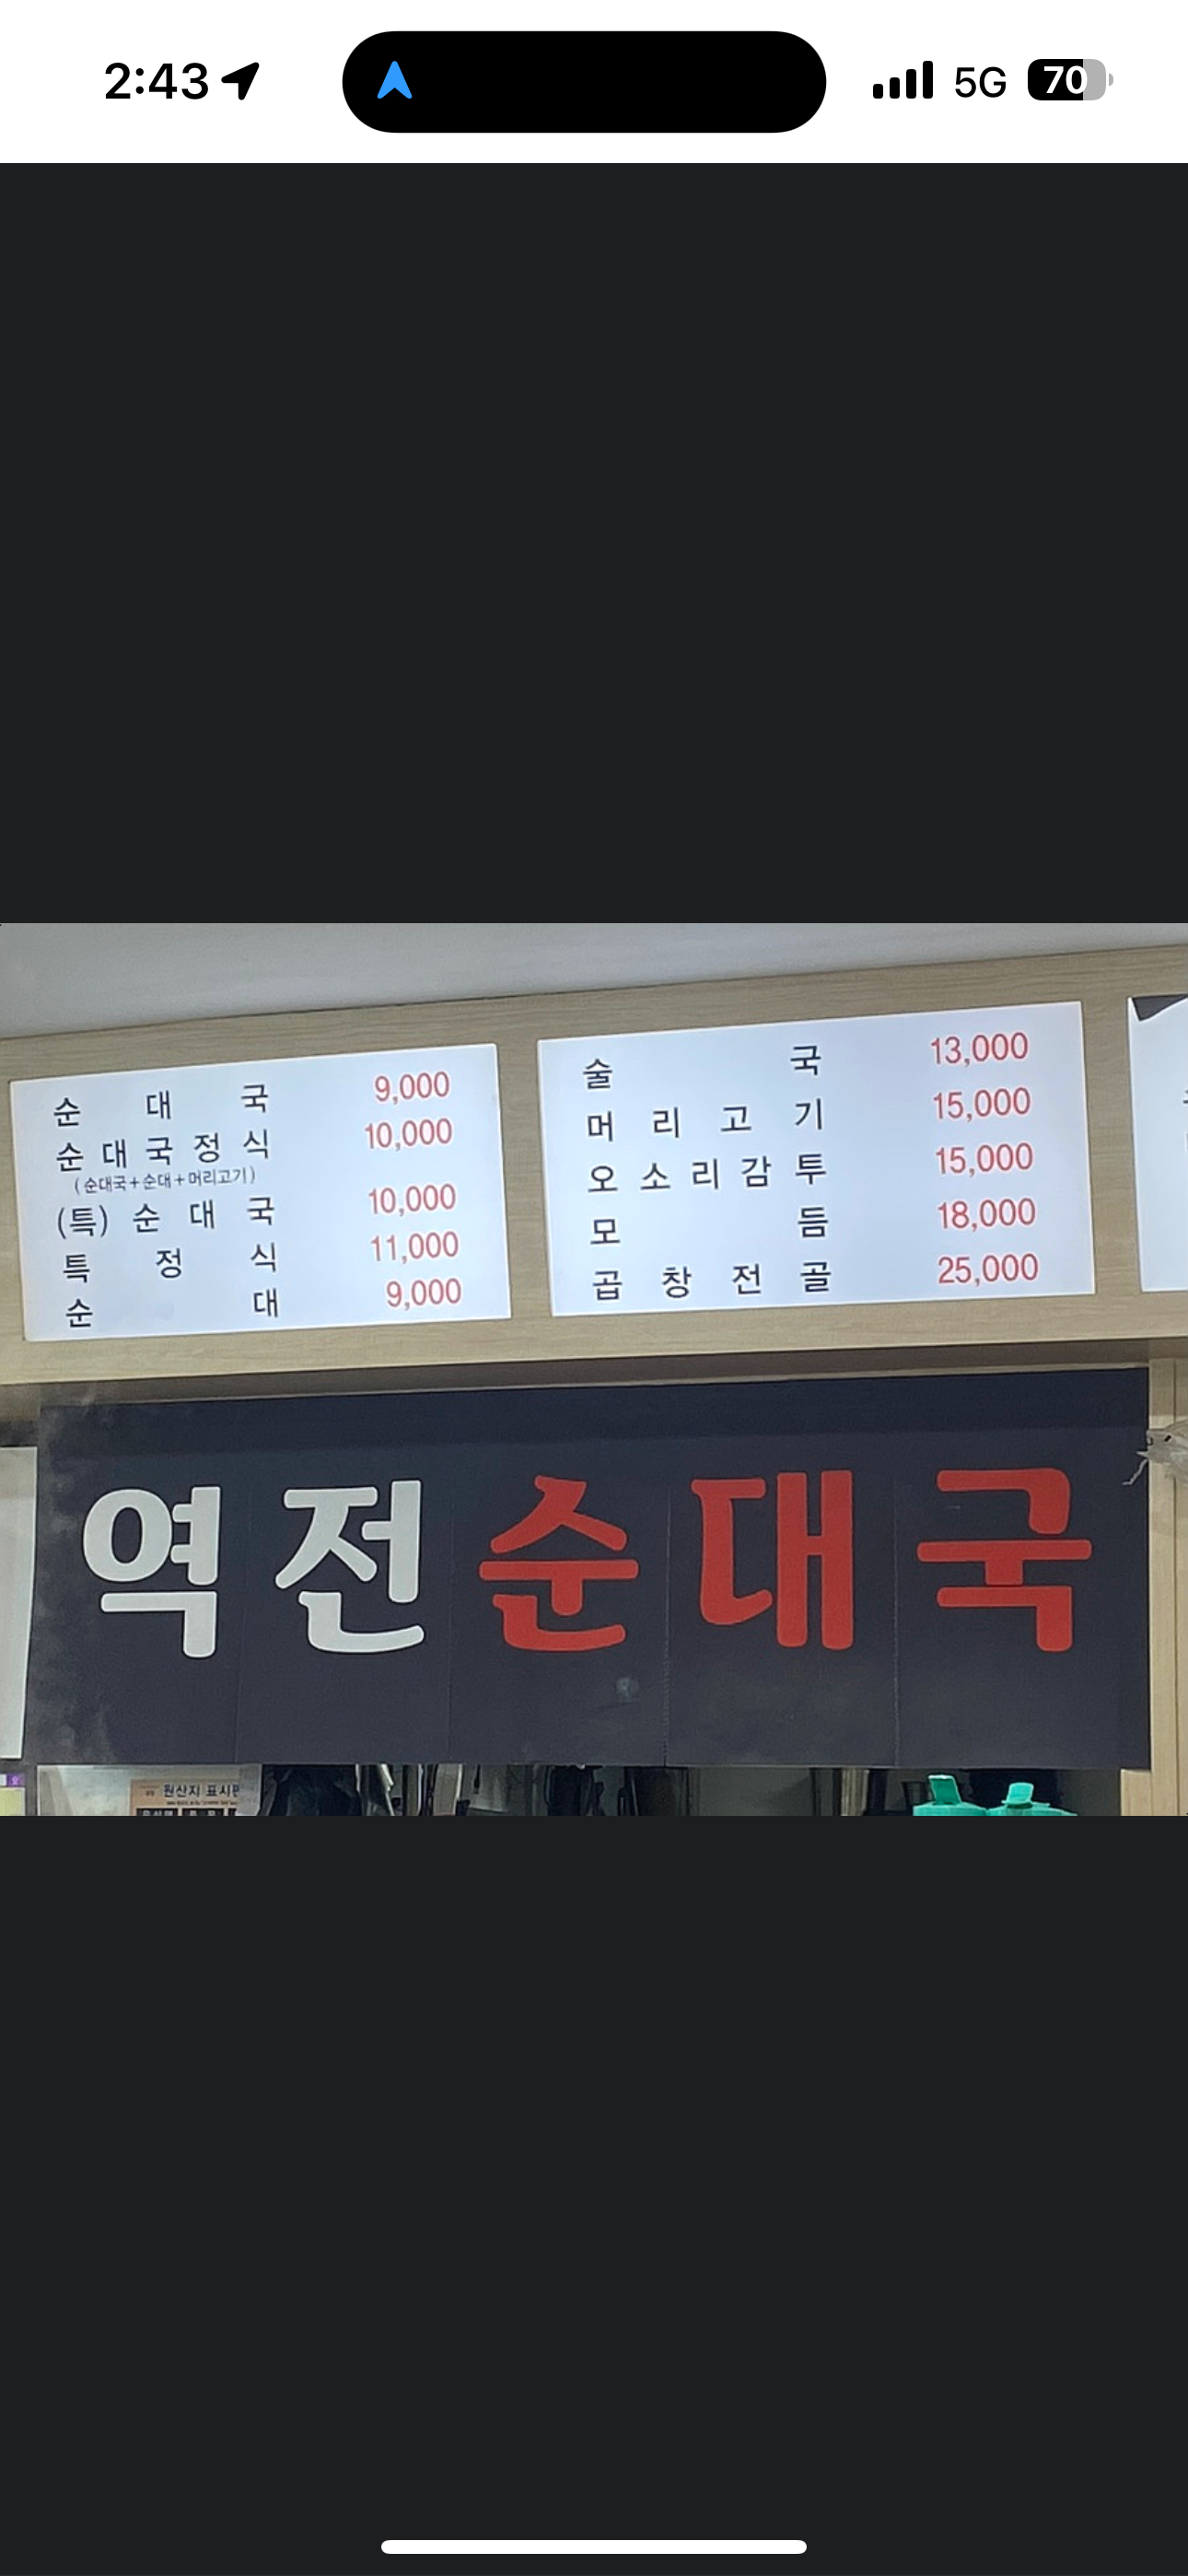 2:43
5G
70
순대국 9,000
순대국정식 10,000
(순대국+순대+머리고기)
(특)순대국 10,000
특정식 11,000
순대 9,000
술국 13,000
머리고기 15,000
오소리감투 15,000
모듬 18,000
곱창전골 25,000
역전순대국
원산지 표시판